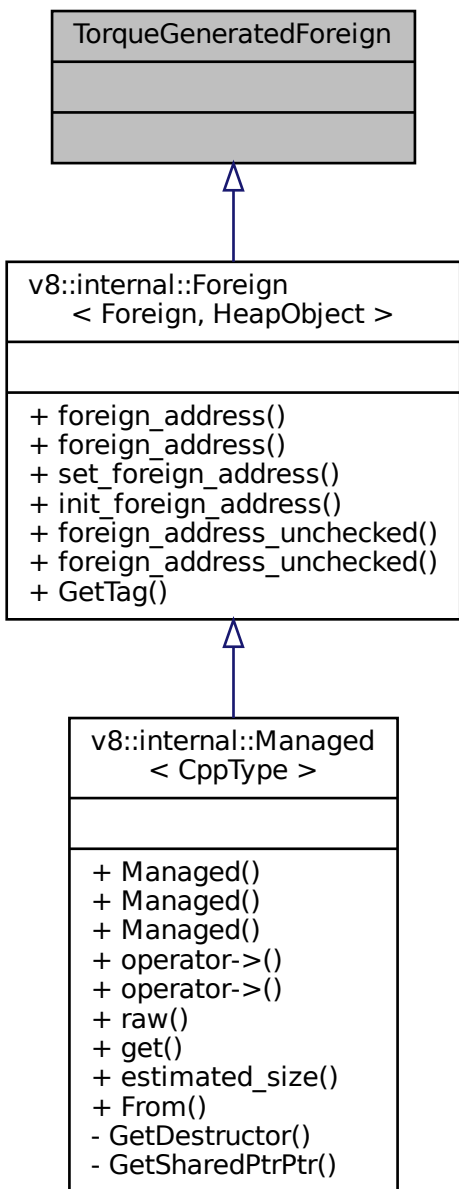 TorqueGeneratedForeign
v8::internal::Foreign
< Foreign, HeapObject >
+ foreign_address()
+ foreign_address()
+ set_foreign_address()
+ init_foreign_address()
+ foreign_address_unchecked()
+ foreign_address_unchecked()
+ GetTag()
v8::internal::Managed
< CppType >
+ Managed()
+ Managed()
+ Managed()
+ operator->()
+ operator->()
+ raw()
+ get()
+ estimated_size()
+ From()
- GetDestructor()
- GetSharedPtrPtr()